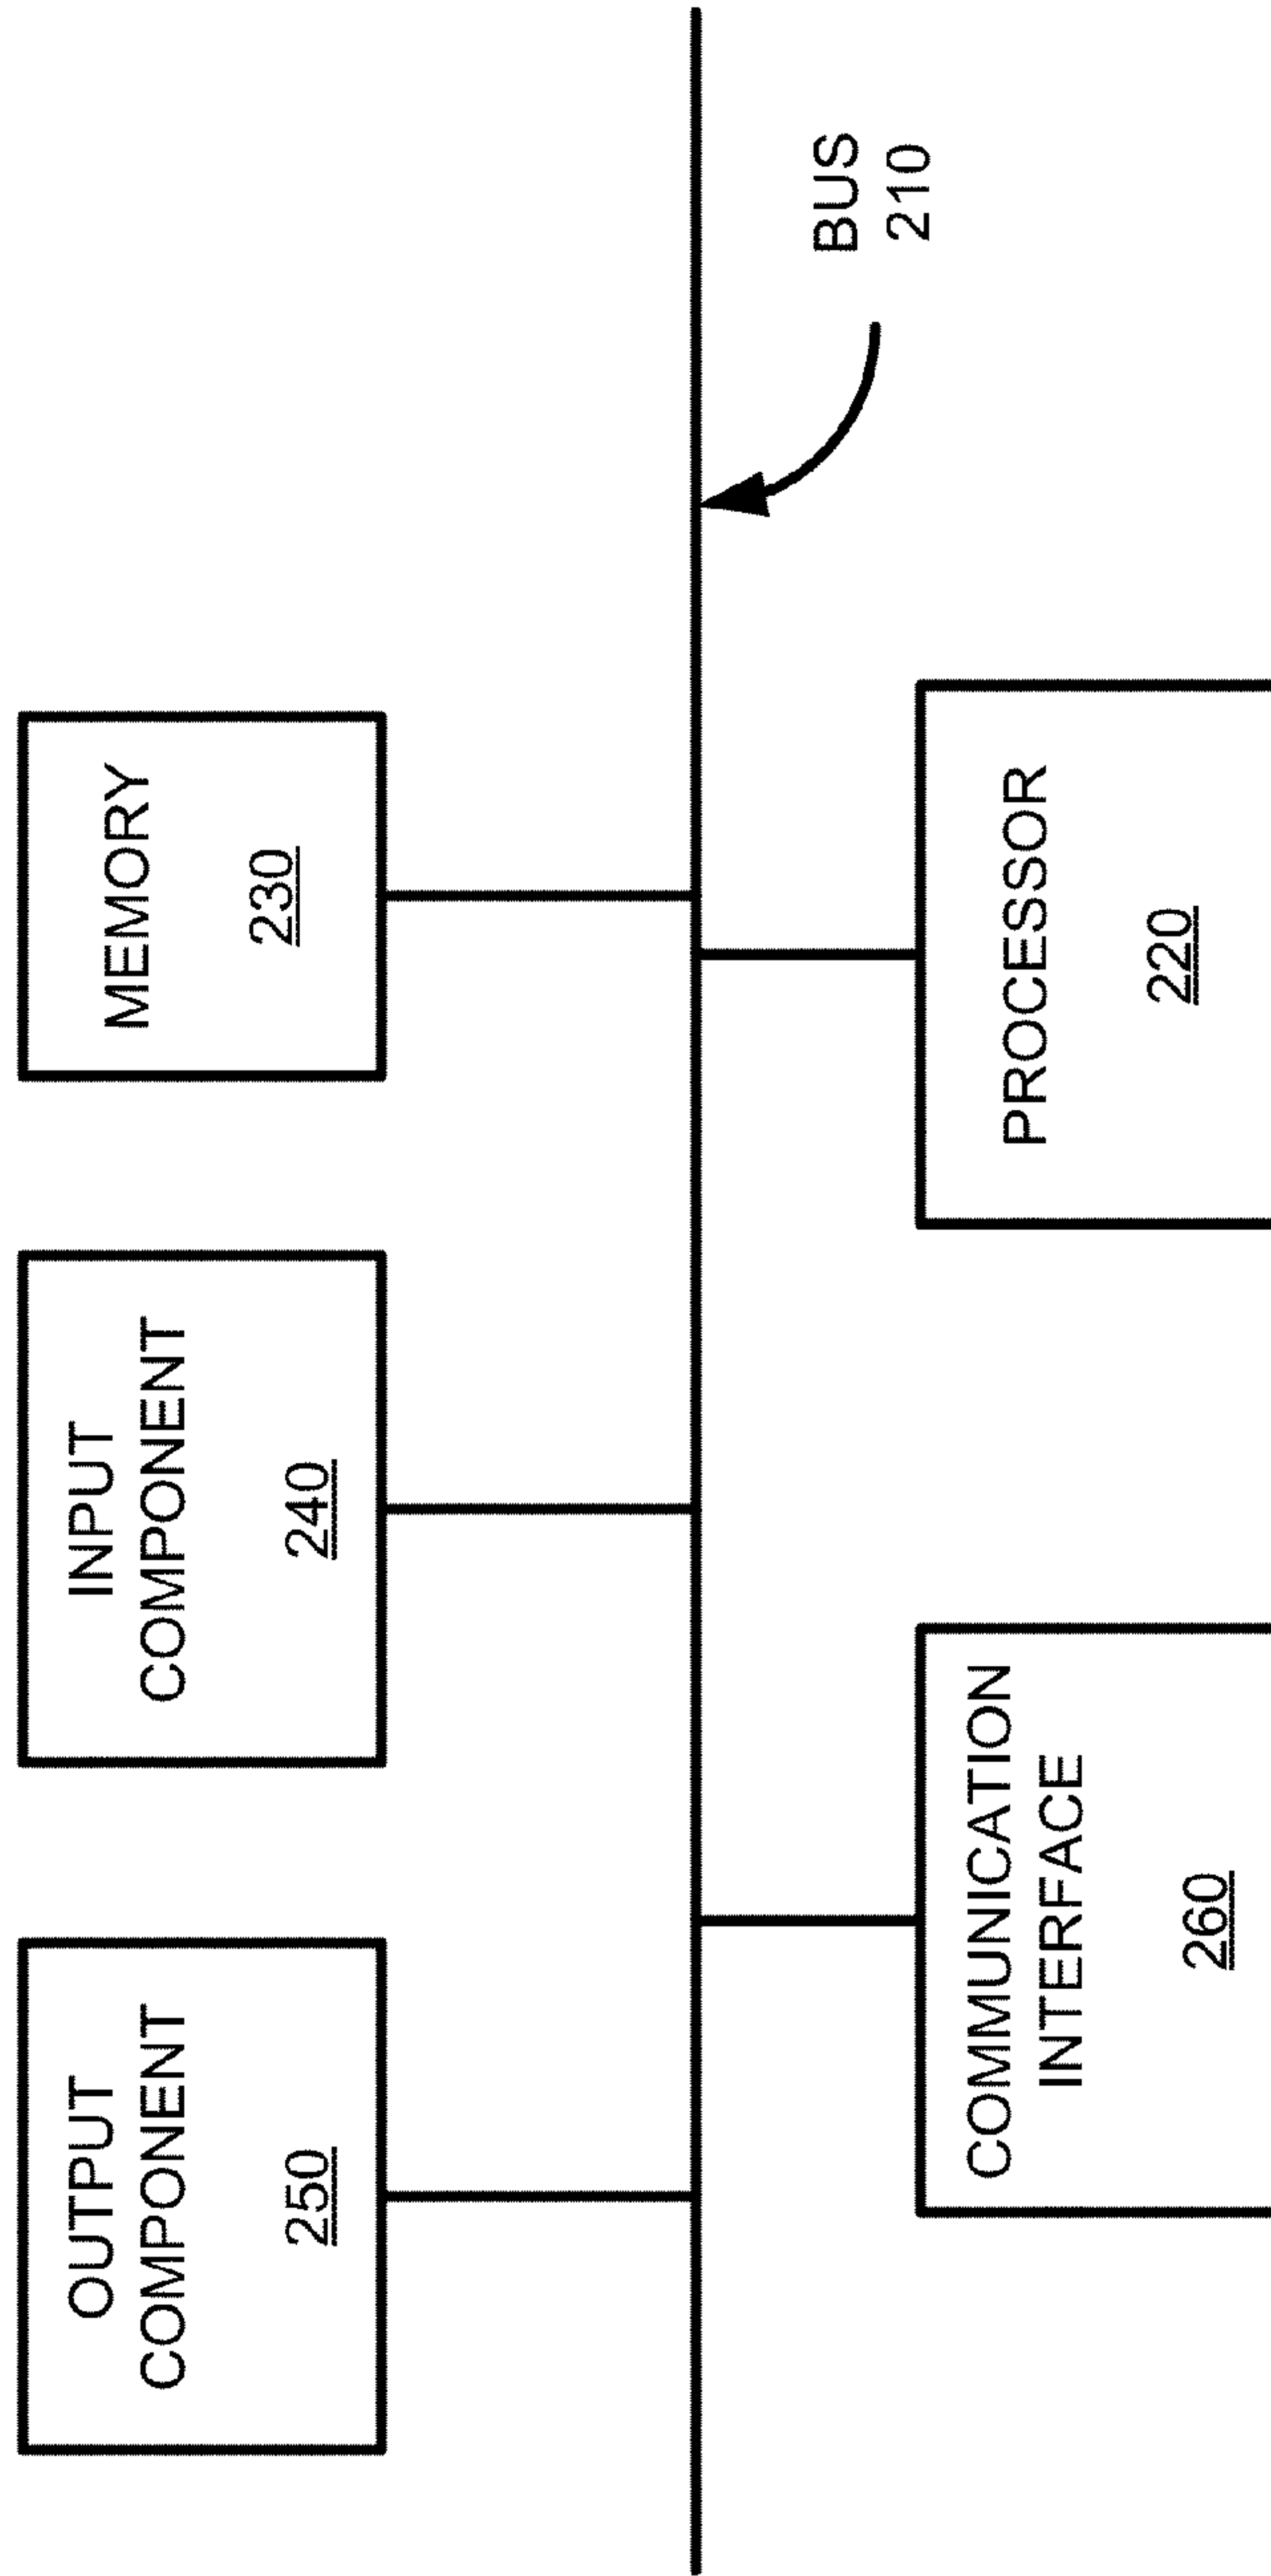 OUTPUT
COMPONENT
250
INPUT
COMPONENT
240
MEMORY
230
BUS
210
COMMUNICATION
INTERFACE
260
PROCESSOR
220